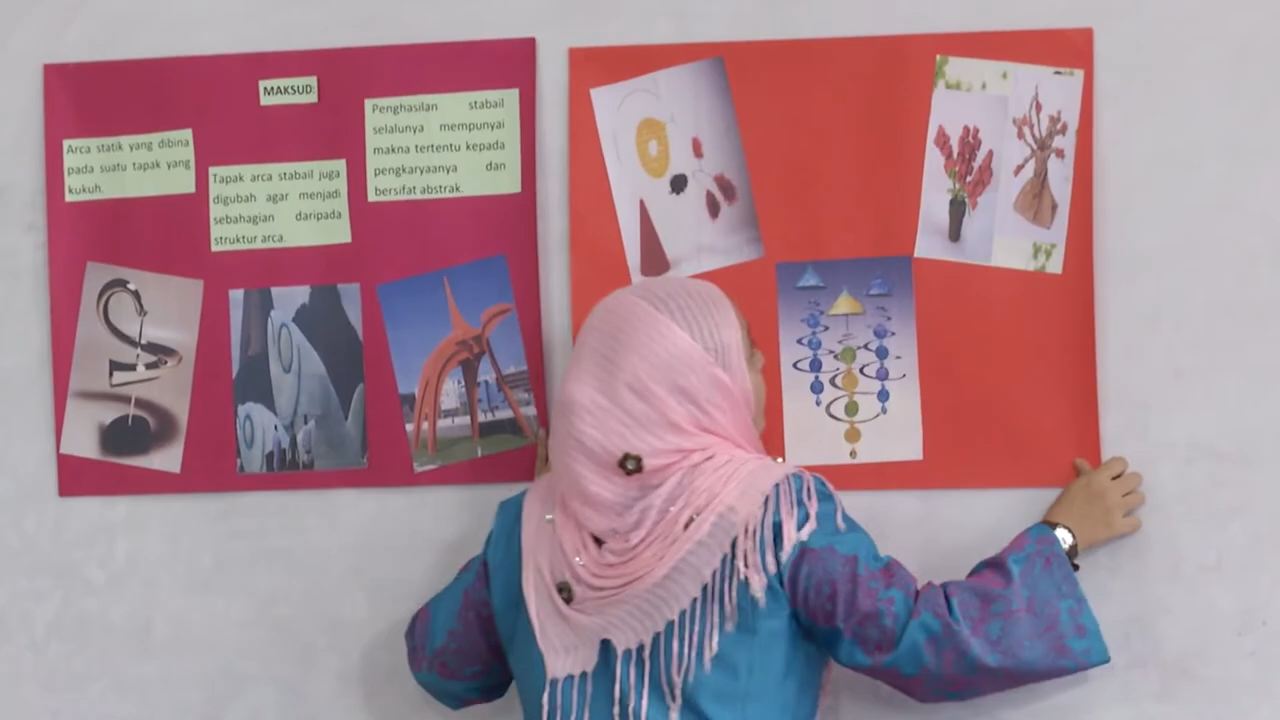 MAKSUD:
Arca statik yang dibina
pada suatu tapak yang
kukuh.
Tapak arca stabail juga
digubah agar menjadi
sebahagian daripada
struktur arca.
Penghasilan stabail
selalunya mempunyai
makna tertentu kepada
pengkaryaanya dan
bersifat abstrak.